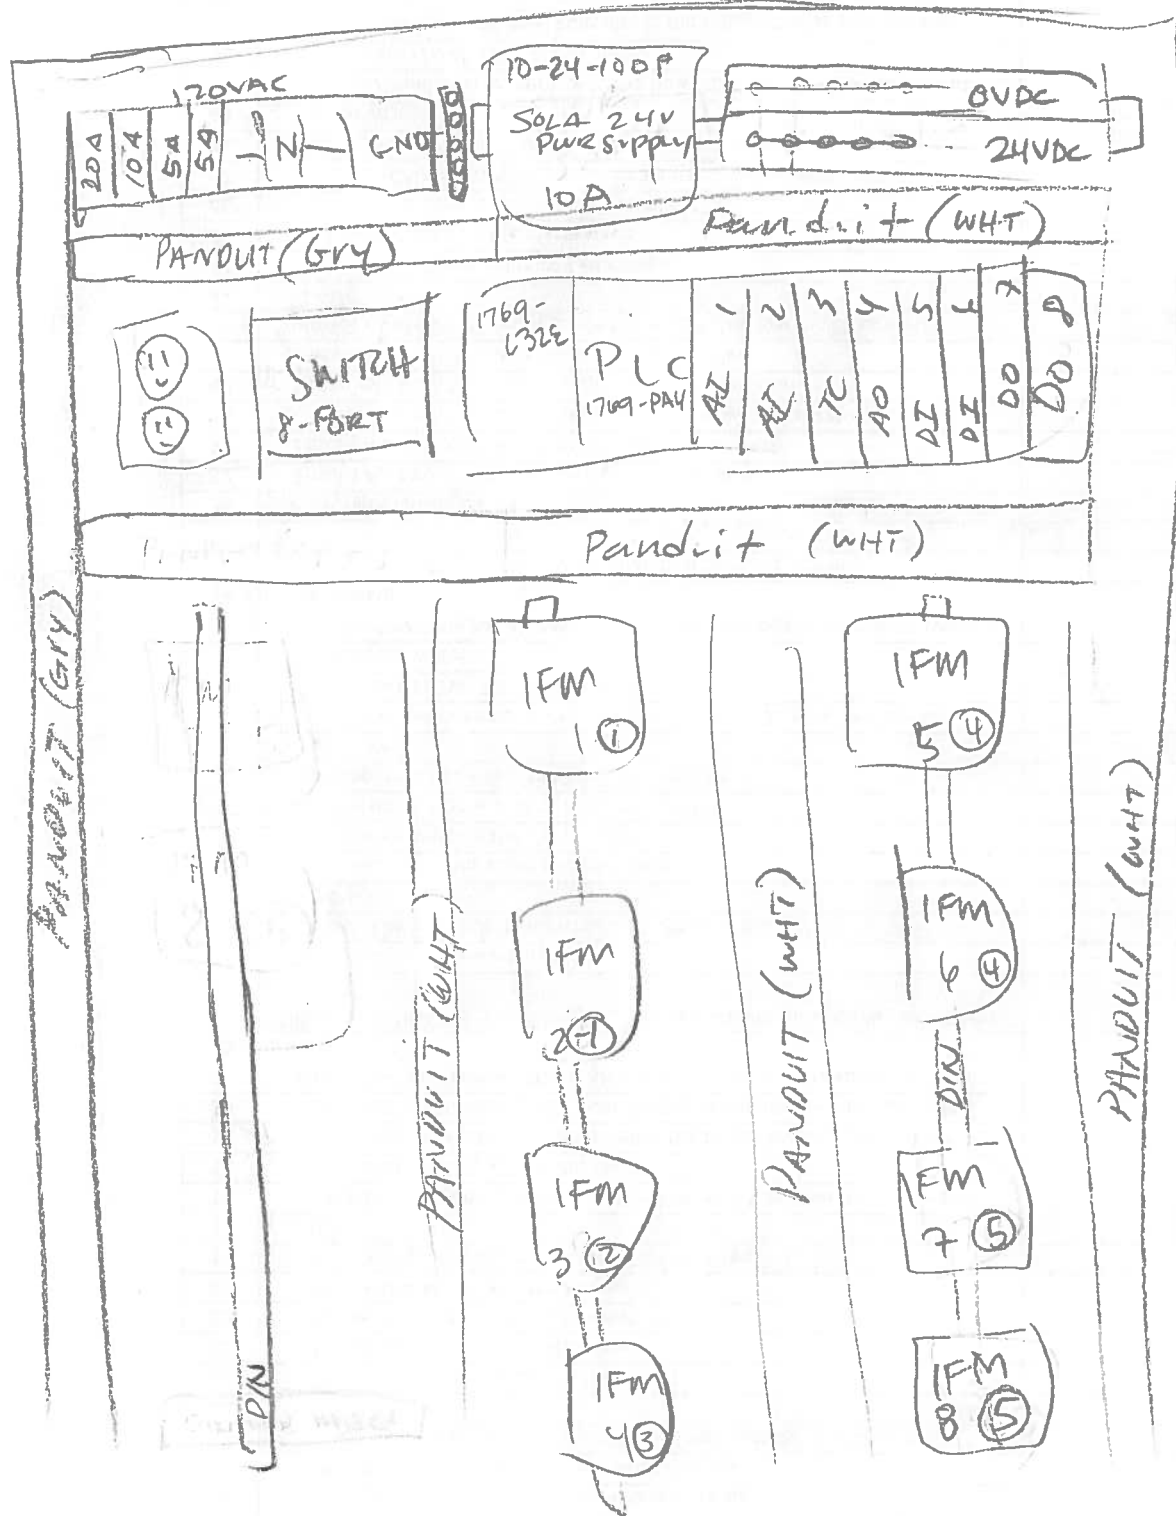 120VAC
20A
10A
5A
5A
N
GND
10-24-100P
SOLA 24V
PWR Supply
10A
0VDC
24VDC
PANDUIT (Gry)
Panduit (WHT)
SWITCH
8-PORT
1769-
L32E
PLC
1769-PA4
AI 1
AI 2
TC 3
AO 4
DI 5
DI 6
DO 7
DO 8
Panduit (WHT)
PANDUIT (Gry)
DIN
PANDUIT (WHT
IFM
1 ①
IFM
2 -1
IFM
3 ②
IFM
4 ③
PANDUIT (WHT)
IFM
5 ④
IFM
6 ④
DIN
IFM
7 ⑤
IFM
8 ⑤
PANDUIT (WHT)